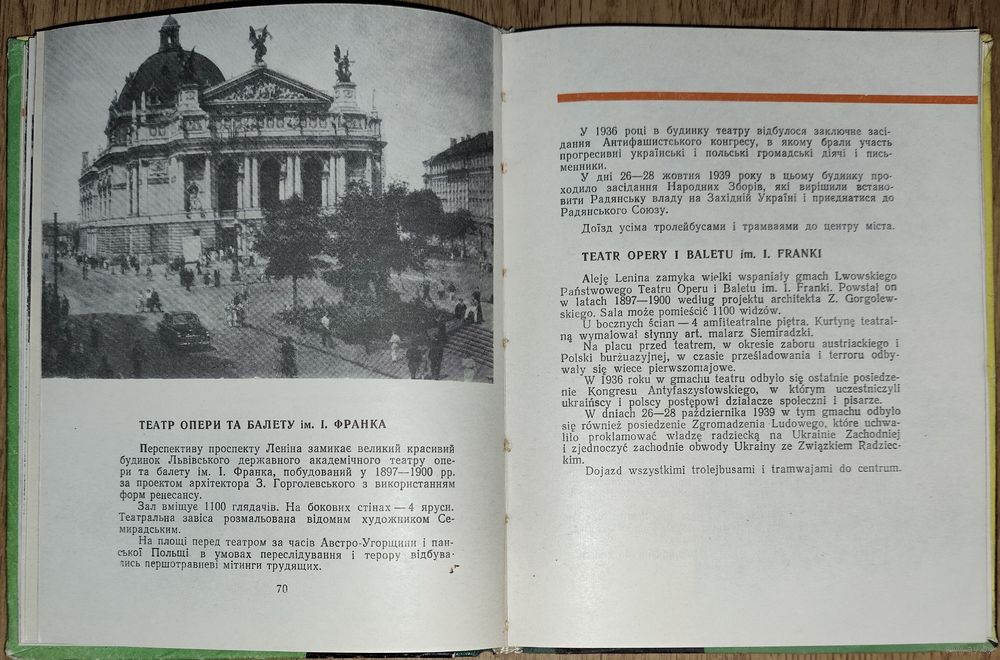 ТЕАТР ОПЕРИ ТА БАЛЕТУ ім. І. ФРАНКА
Перспективу проспекту Леніна замикає великий красивий
будинок Львівського державного академічного театру опе-
ри та балету ім. І. Франка, побудований у 1897—1900 рр.
за проектом архітектора З. Горголевського з використанням
форм ренесансу.
Зал вміщує 1100 глядачів. На бокових стінах — 4 яруси.
Театральна завіса розмальована відомим художником Се-
мирадським.
На площі перед театром за часів Австро-Угорщини і пан-
ської Польщі в умовах переслідування і терору відбува-
лись першотравневі мітинги трудящих.
70
У 1936 році в будинку театру відбулося заключне засі-
дання Антифашистського конгресу, в якому брали участь
прогресивні українські і польські громадські діячі і пись-
менники.
У дні 26—28 жовтня 1939 року в цьому будинку про-
ходило засідання Народних Зборів, які вирішили встано-
вити Радянську владу на Західній Україні і приєднатися до
Радянського Союзу.
Доїзд усіма тролейбусами і трамваями до центру міста.
TEATR OPERY I BALETU im. I. FRANKI
Aleję Lenina zamyka wielki wspaniały gmach Lwowskiego
Państwowego Teatru Operu i Baletu im. I. Franki. Powstał on
w latach 1897—1900 według projektu architekta Z. Gorgolew-
skiego. Sala może pomieścić 1100 widzów.
U bocznych ścian — 4 amfiteatralne piętra. Kurtynę teatral-
ną wymalował słynny art. malarz Siemiradzki.
Na placu przed teatrem, w okresie zaboru austriackiego i
Polski burżuazyjnej, w czasie prześladowania i terroru odby-
wały się wiece pierwszomajowe.
W 1936 roku w gmachu teatru odbyło się ostatnie posiedze-
nie Kongresu Antyfaszystowskiego, w którym uczestniczyli
ukraińscy i polscy postępowi działacze społeczni i pisarze.
W dniach 26—28 października 1939 w tym gmachu odbyło
się również posiedzenie Zgromadzenia Ludowego, które uchwa-
liło proklamować władzę radziecką na Ukrainie Zachodniej
i zjednoczyć zachodnie obwody Ukrainy ze Związkiem Radziec-
kim.
Dojazd wszystkimi trolejbusami i tramwajami do centrum.